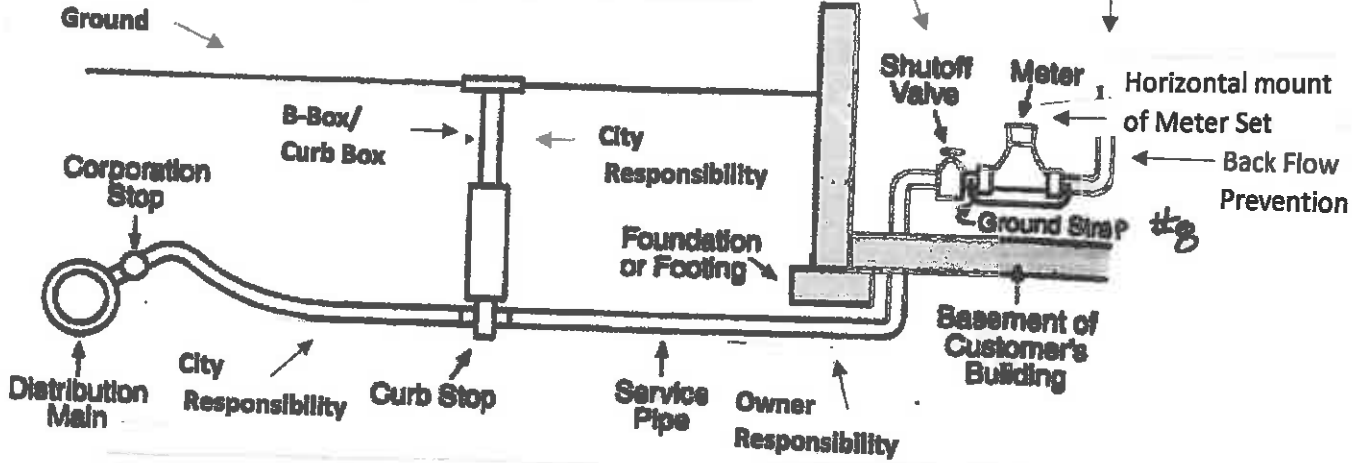 Ground
B-Box/
Curb Box
City
Responsibility
Shutoff
Valve
Meter
Horizontal mount
of Meter Set
Back Flow
Prevention
Corporation
Stop
Ground Strap #8
Foundation
or Footing
Distribution
Main
City
Responsibility
Curb Stop
Service
Pipe
Owner
Responsibility
Basement of
Customer's
Building